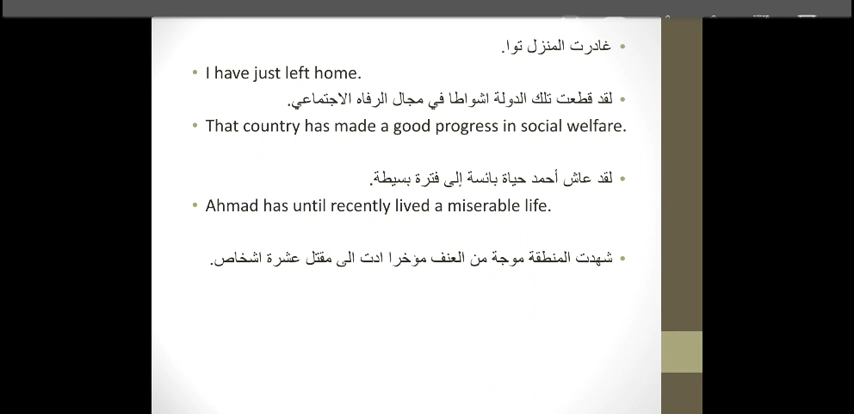 غادرت المنزل توا.
I have just left home.
لقد قطعت تلك الدولة اشواطا في مجال الرفاه الاجتماعي.
That country has made a good progress in social welfare.
لقد عاش أحمد حياة بائسة إلى فترة بسيطة.
Ahmad has until recently lived a miserable life.
شهدت المنطقة موجة من العنف مؤخرا ادت الى مقتل عشرة اشخاص.